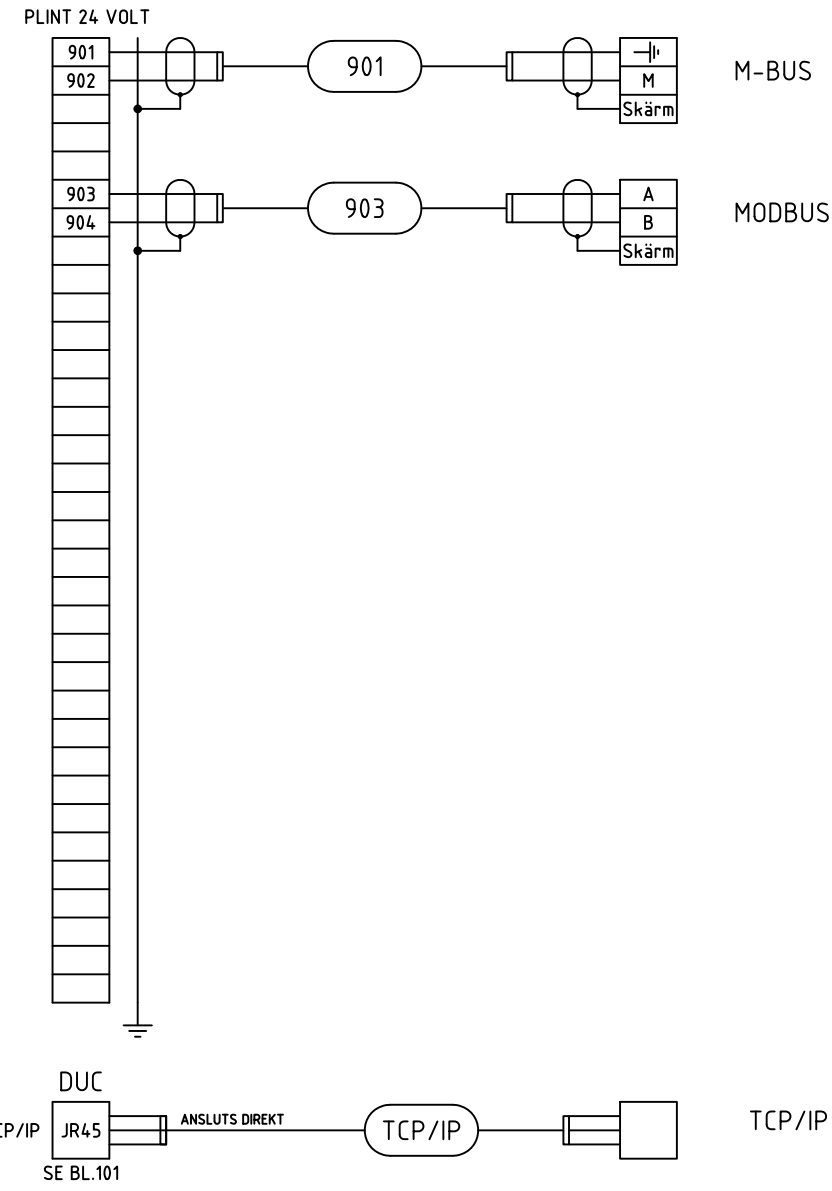 PLINT 24 VOLT
901
902
901
M
Skärm
M-BUS
903
904
903
A
B
Skärm
MODBUS
DUC
JR45
SE BL.101
ANSLUTS DIREKT
TCP/IP
TCP/IP